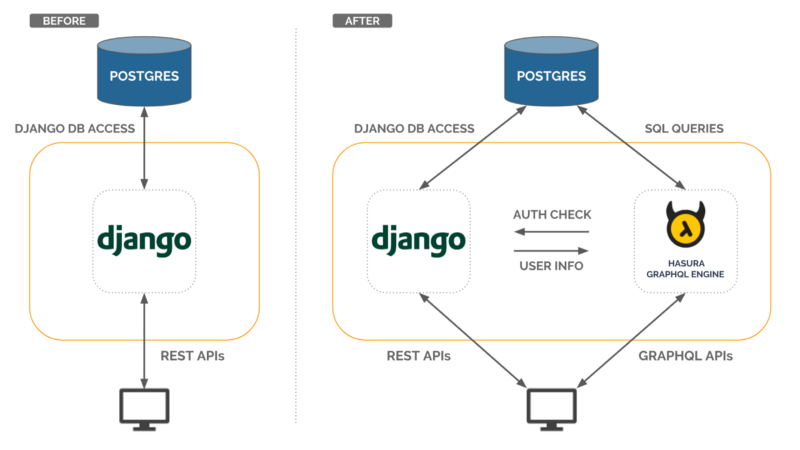 BEFORE
POSTGRES
DJANGO DB ACCESS
django
REST APIs
AFTER
POSTGRES
DJANGO DB ACCESS
SQL QUERIES
django
AUTH CHECK
USER INFO
λ
HASURA
GRAPHQL ENGINE
REST APIs
GRAPHQL APIs